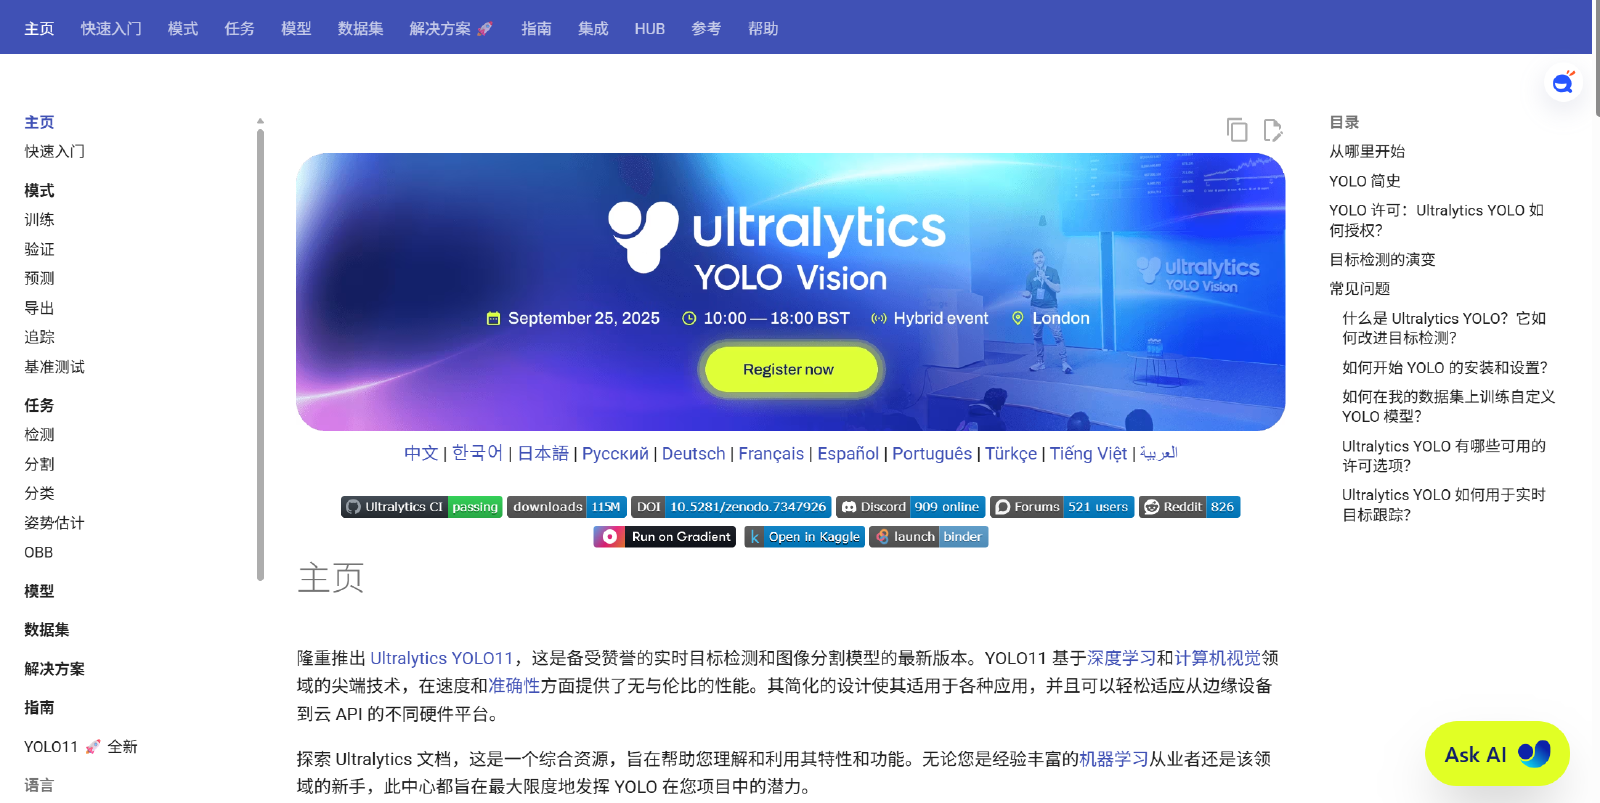 主页 快速入门 模式 任务 模型 数据集 解决方案 🚀 指南 集成 HUB 参考 帮助
主页
快速入门
模式
训练
验证
预测
导出
追踪
基准测试
任务
检测
分割
分类
姿势估计
OBB
模型
数据集
解决方案
指南
YOLO11 🚀 全新
语言
ultralytics
YOLO Vision
ultralytics
YOLO Vision
September 25, 2025 10:00 — 18:00 BST Hybrid event London
Register now
中文 | 한국어 | 日本語 | Русский | Deutsch | Français | Español | Português | Türkçe | Tiếng Việt | العربية
Ultralytics CI passing downloads 115M DOI 10.5281/zenodo.7347926 Discord 909 online Forums 521 users Reddit 826
Run on Gradient Open in Kaggle launch binder
主页
隆重推出 Ultralytics YOLO11，这是备受赞誉的实时目标检测和图像分割模型的最新版本。YOLO11 基于深度学习和计算机视觉领
域的尖端技术，在速度和准确性方面提供了无与伦比的性能。其简化的设计使其适用于各种应用，并且可以轻松适应从边缘设备
到云 API 的不同硬件平台。
探索 Ultralytics 文档，这是一个综合资源，旨在帮助您理解和利用其特性和功能。无论您是经验丰富的机器学习从业者还是该领
域的新手，此中心都旨在最大限度地发挥 YOLO 在您项目中的潜力。
目录
从哪里开始
YOLO 简史
YOLO 许可：Ultralytics YOLO 如
何授权？
目标检测的演变
常见问题
什么是 Ultralytics YOLO？它如
何改进目标检测？
如何开始 YOLO 的安装和设置？
如何在我的数据集上训练自定义
YOLO 模型？
Ultralytics YOLO 有哪些可用的
许可选项？
Ultralytics YOLO 如何用于实时
目标跟踪？
Ask AI